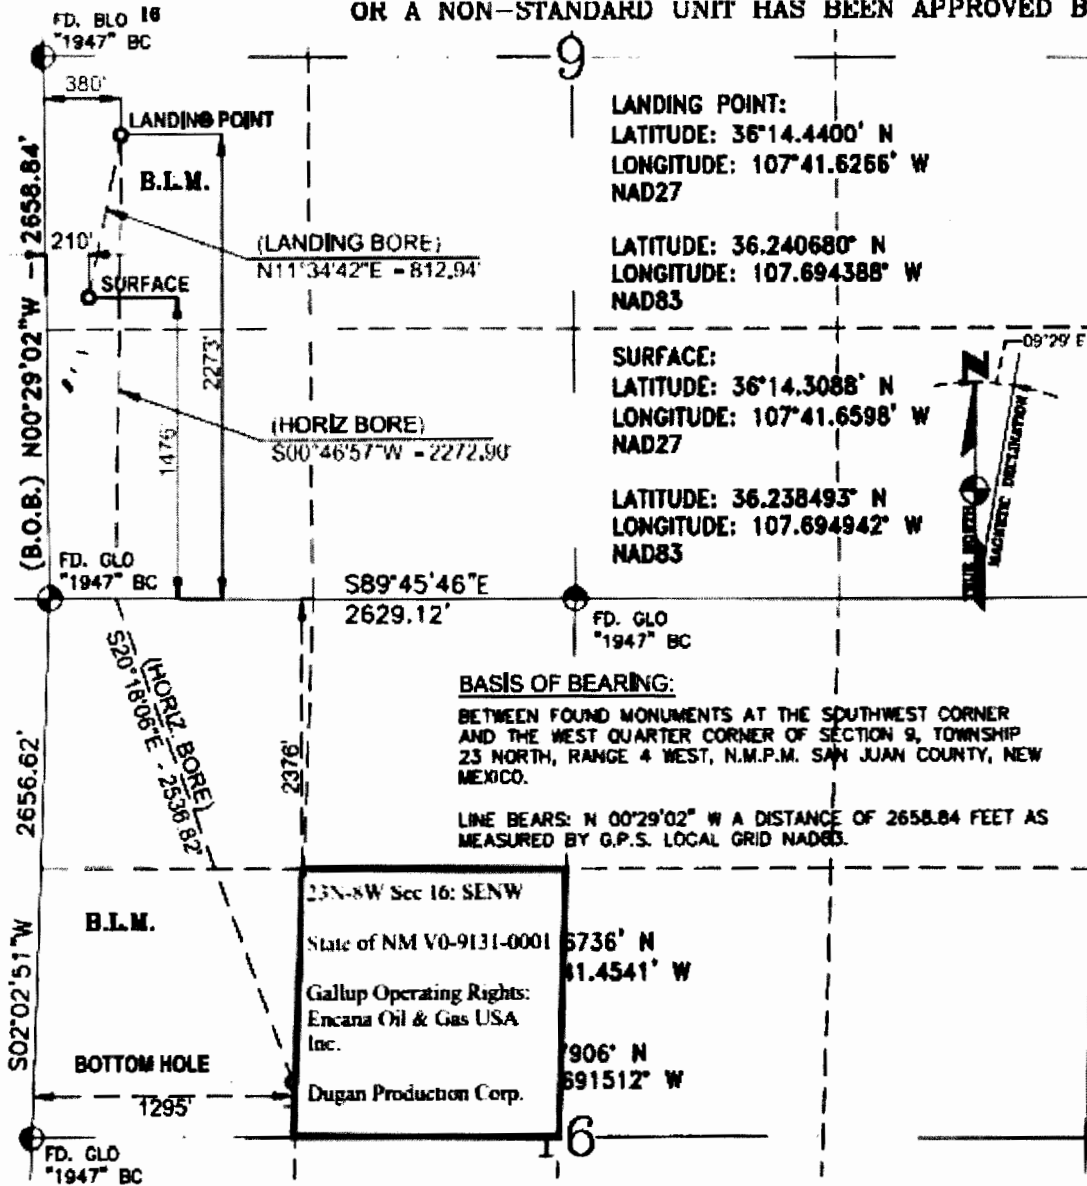 OR A NON-STANDARD UNIT HAS BEEN APPROVED B
FD. BLO 16
"1947" BC
9
380'
LANDING POINT
B.L.M.
210'
(LANDING BORE)
N11°34'42"E - 812.94'
SURFACE
(B.O.B.) N00°29'02"W - 2658.84'
2273'
1476'
(HORIZ BORE)
S00°46'57"W - 2272.90'
LANDING POINT:
LATITUDE: 36°14.4400' N
LONGITUDE: 107°41.6266' W
NAD27
LATITUDE: 36.240680° N
LONGITUDE: 107.694388° W
NAD83
SURFACE:
LATITUDE: 36°14.3088' N
LONGITUDE: 107°41.6598' W
NAD27
LATITUDE: 36.238493° N
LONGITUDE: 107.694942° W
NAD83
09°29' E
N
TRUE NORTH
MAGNETIC DECLINATION
FD. GLO
"1947" BC
S89°45'46"E
2629.12'
FD. GLO
"1947" BC
(HORIZ. BORE)
S20°18'06"E - 2536.82'
2376'
BASIS OF BEARING:
BETWEEN FOUND MONUMENTS AT THE SOUTHWEST CORNER
AND THE WEST QUARTER CORNER OF SECTION 9, TOWNSHIP
23 NORTH, RANGE 4 WEST, N.M.P.M. SAN JUAN COUNTY, NEW
MEXICO.
LINE BEARS: N 00°29'02" W A DISTANCE OF 2658.84 FEET AS
MEASURED BY G.P.S. LOCAL GRID NAD83.
S02°02'51"W
2656.62'
B.L.M.
23N-8W Sec 16: SENW
State of NM V0-9131-0001
Gallup Operating Rights:
Encana Oil & Gas USA
Inc.
Dugan Production Corp.
6736' N
41.4541' W
7906° N
691512° W
BOTTOM HOLE
1295'
16
FD. GLO
"1947" BC